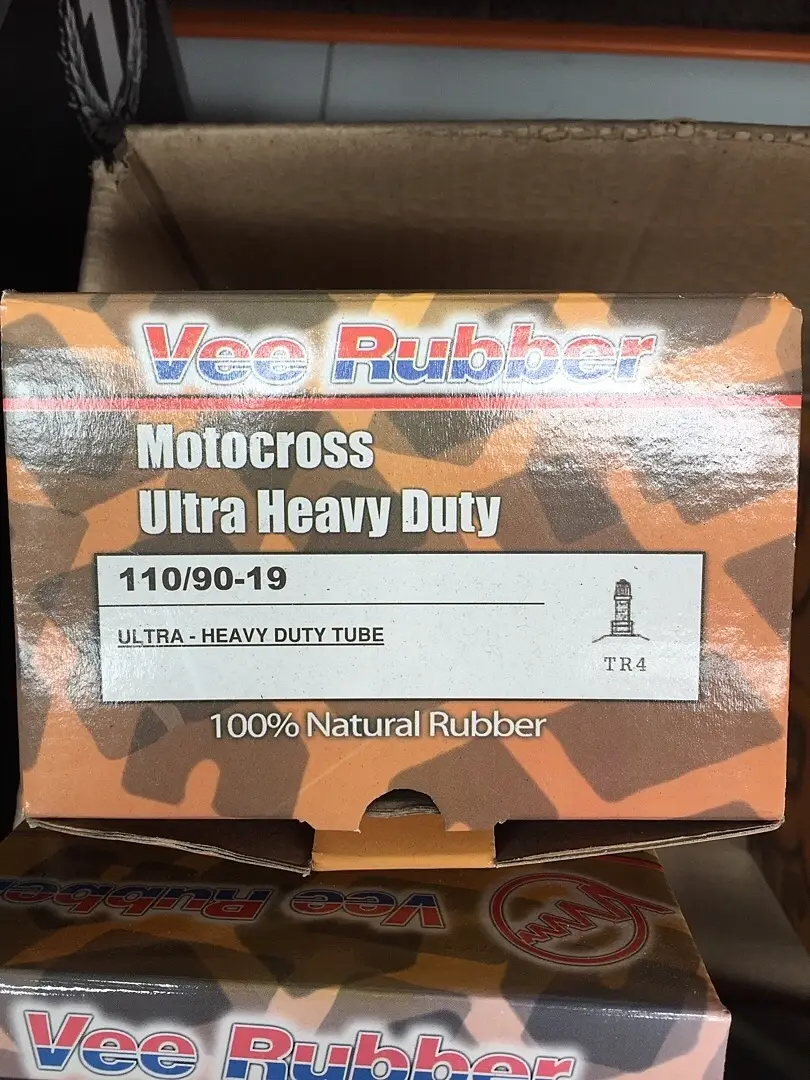 Vee Rubber
Motocross
Ultra Heavy Duty
110/90-19
ULTRA - HEAVY DUTY TUBE
TR4
100% Natural Rubber
Vee Rubber
Vee Rubber